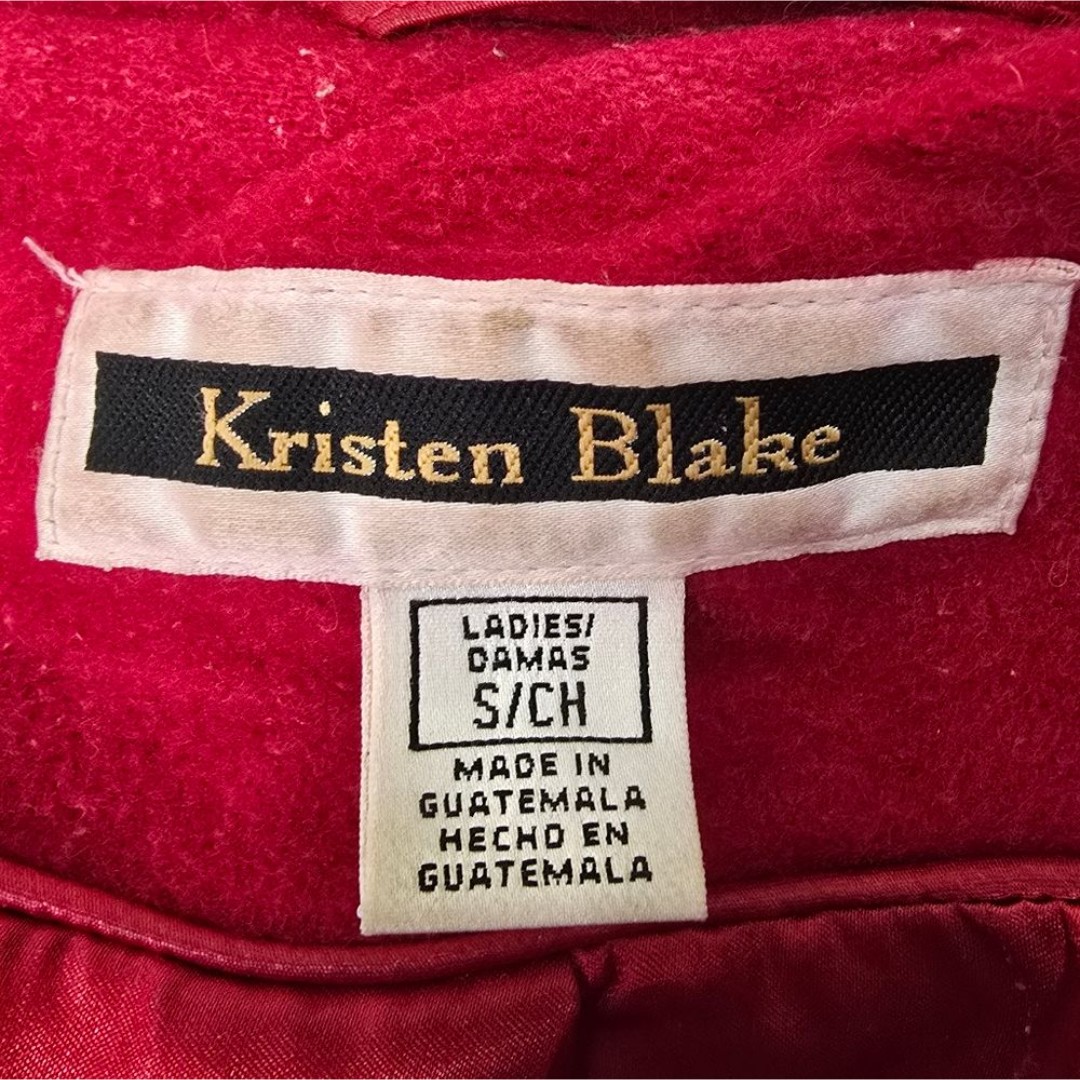 Kristen Blake
LADIES/
DAMAS
S/CH
MADE IN
GUATEMALA
HECHO EN
GUATEMALA